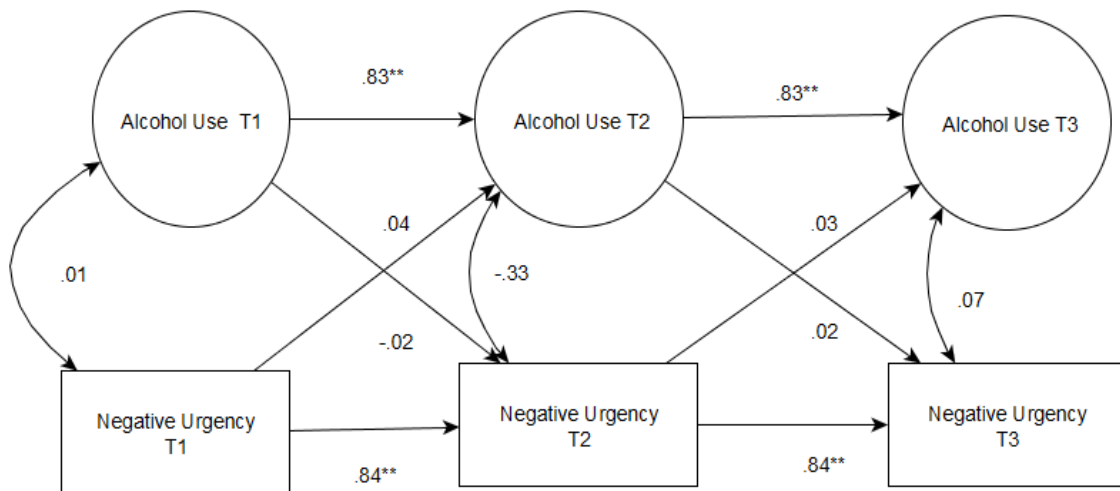 .83**
.83**
Alcohol Use T1
Alcohol Use T2
Alcohol Use T3
.04
.03
.01
-.33
.07
-.02
.02
Negative Urgency
T1
Negative Urgency
T2
Negative Urgency
T3
.84**
.84**